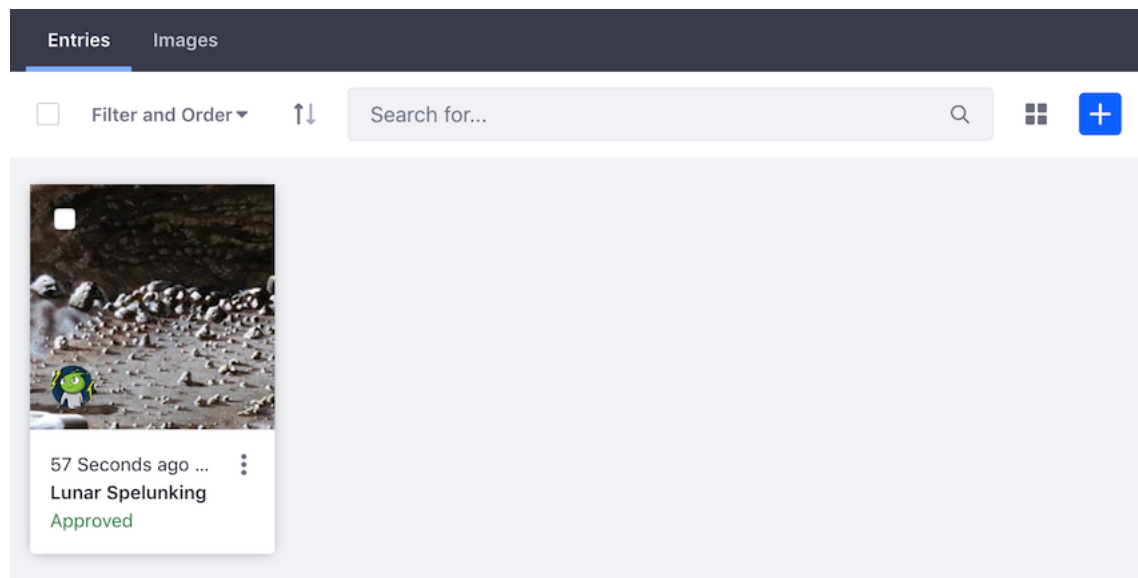 Entries Images
Filter and Order Search for...
57 Seconds ago ...
Lunar Spelunking
Approved